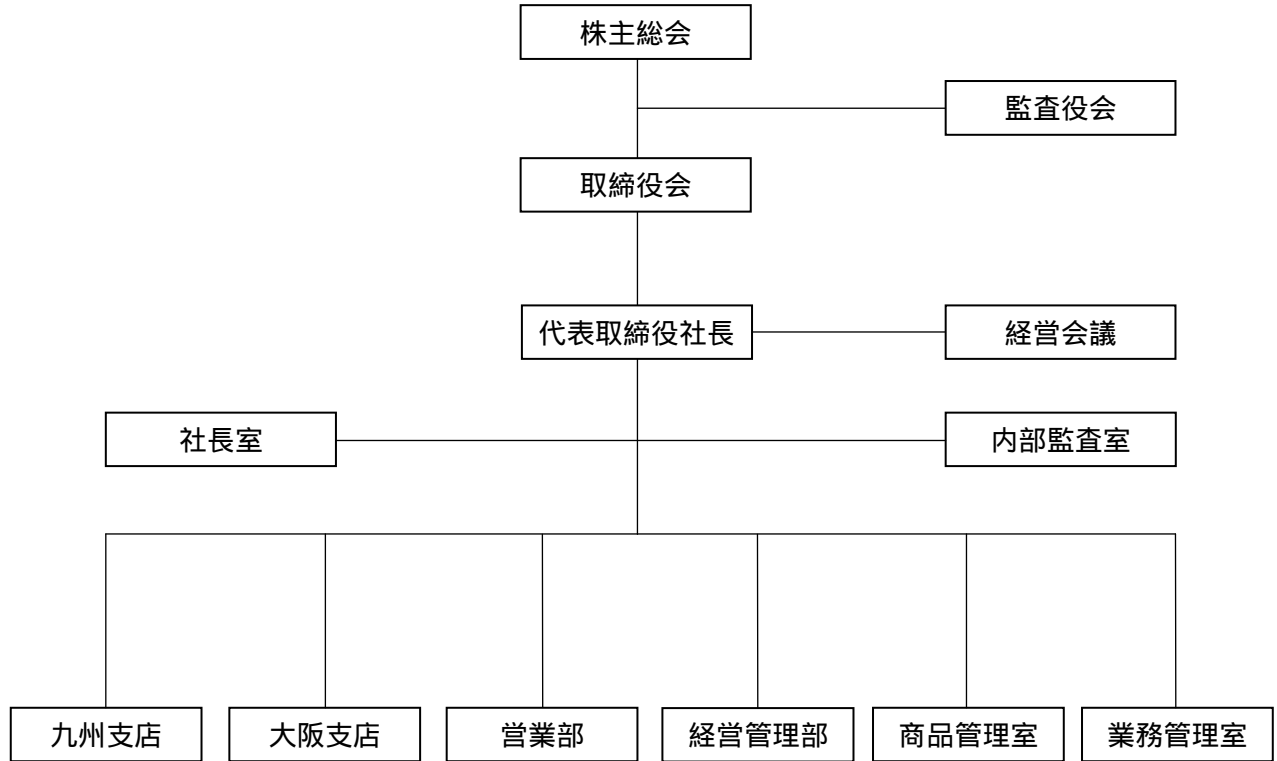 株主総会
監査役会
取締役会
代表取締役社長
経営会議
社長室
内部監査室
九州支店
大阪支店
営業部
経営管理部
商品管理室
業務管理室